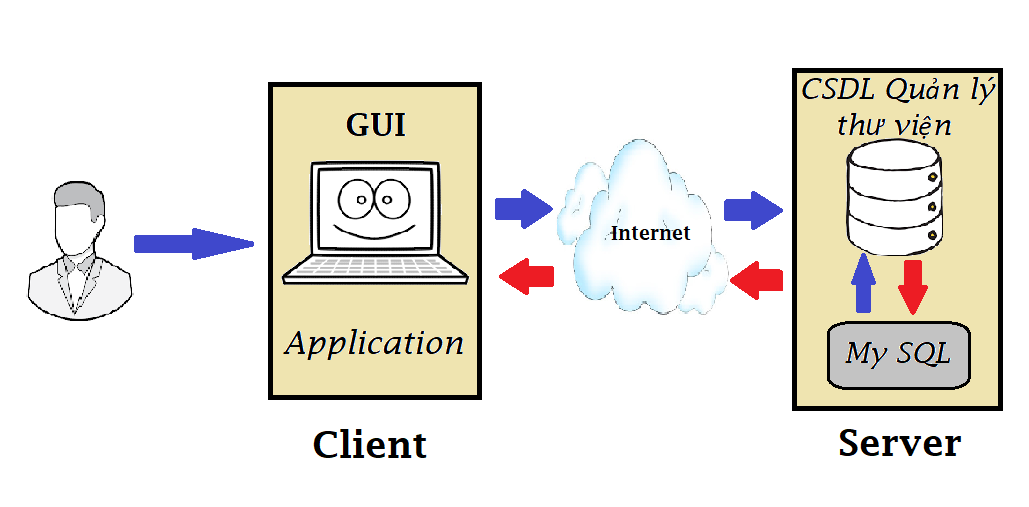 GUI
Application
Client
Internet
CSDL Quản lý
thư viện
My SQL
Server